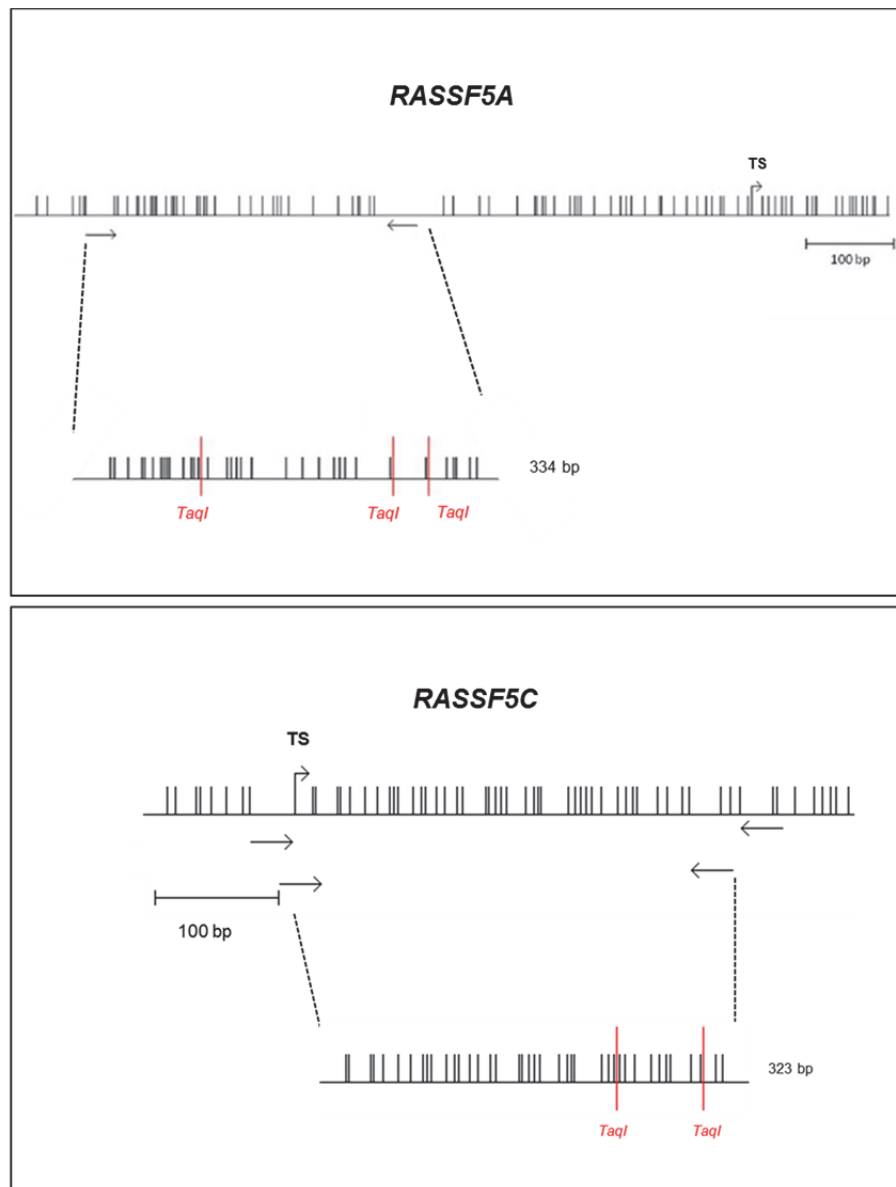 RASSF5A
TS
100 bp
334 bp
TaqI TaqI TaqI
RASSF5C
TS
100 bp
323 bp
TaqI TaqI